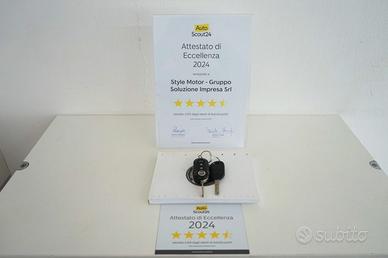 Auto
Scout24
Attestato di
Eccellenza
2024
Style Motor - Gruppo
Soluzione Impresa Srl
Auto
Scout24
Attestato di Eccellenza
2024
subito